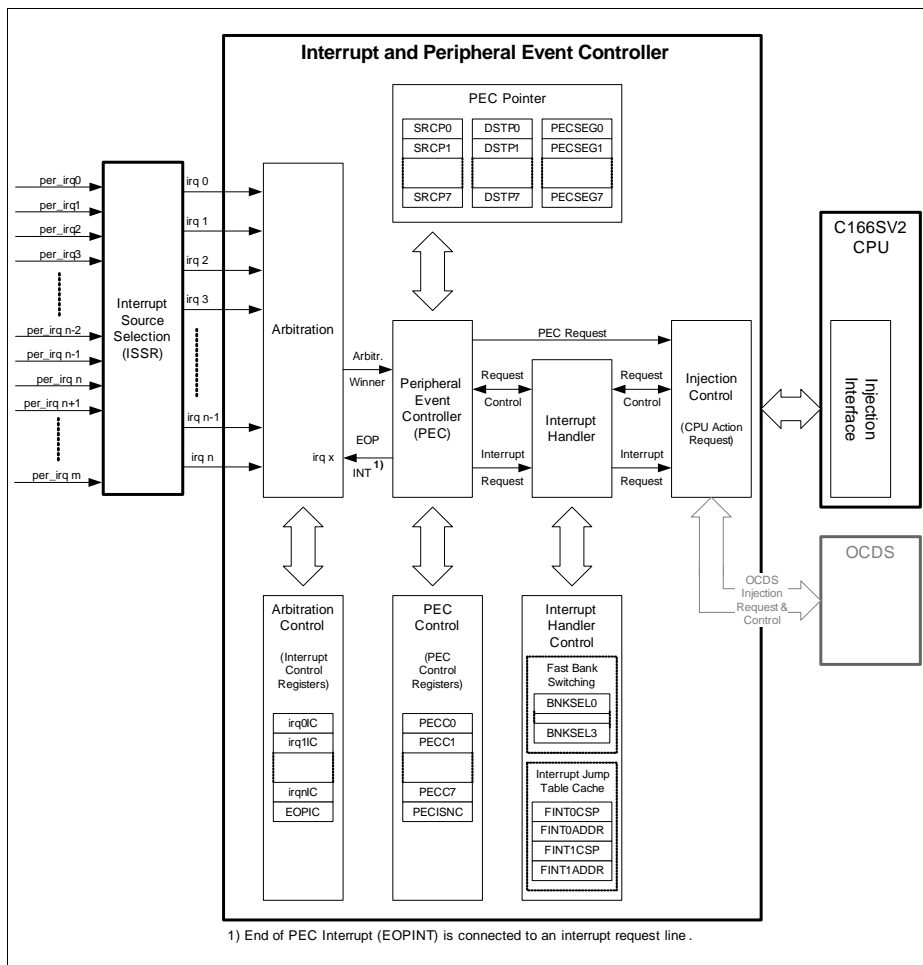 Interrupt and Peripheral Event Controller
PEC Pointer
SRCP0
DSTP0
PECSEG0
SRCP1
DSTP1
PECSEG1
SRCP7
DSTP7
PECSEG7
per_irq0
per_irq1
per_irq2
per_irq3
per_irq n-2
per_irq n-1
per_irq n
per_irq n+1
per_irq m
Interrupt
Source
Selection
(ISSR)
irq 0
irq 1
irq 2
irq 3
irq n-1
irq n
Arbitration
irq x
Arbitr.
Winner
EOP
INT 1)
Peripheral
Event
Controller
(PEC)
PEC Request
Request
Control
Interrupt
Request
Interrupt
Handler
Request
Control
Interrupt
Request
Injection
Control
(CPU Action
Request)
C166SV2
CPU
Injection
Interface
OCDS
OCDS
Injection
Request &
Control
Arbitration
Control
(Interrupt
Control
Registers)
irq0IC
irq1IC
irqnIC
EOPIC
PEC
Control
(PEC
Control
Registers)
PECC0
PECC1
PECC7
PECISNC
Interrupt
Handler
Control
Fast Bank
Switching
BNKSEL0
BNKSEL3
Interrupt Jump
Table Cache
FINT0CSP
FINT0ADDR
FINT1CSP
FINT1ADDR
1) End of PEC Interrupt (EOPINT) is connected to an interrupt request line.